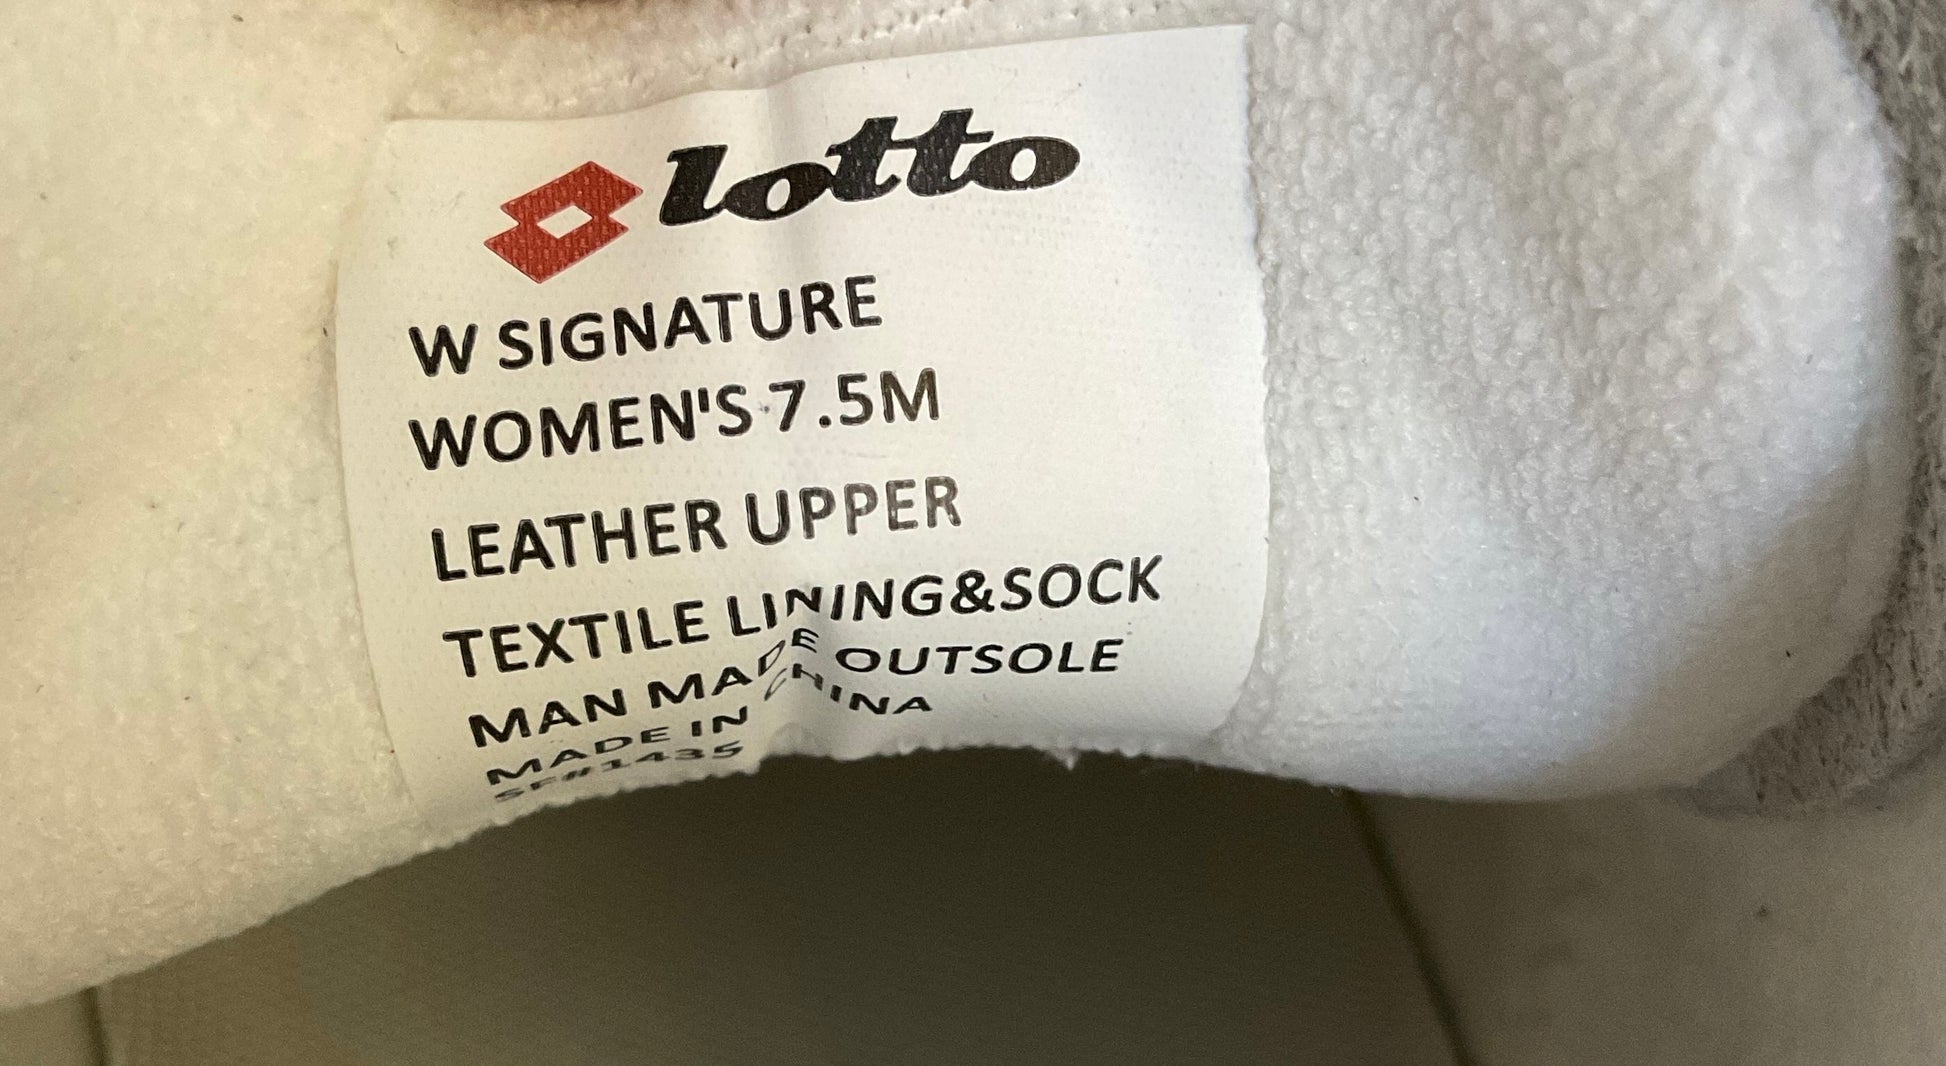 lotto
W SIGNATURE
WOMEN'S 7.5M
LEATHER UPPER
TEXTILE LINING&SOCK
MAN MADE OUTSOLE
MADE IN CHINA
SF#1435